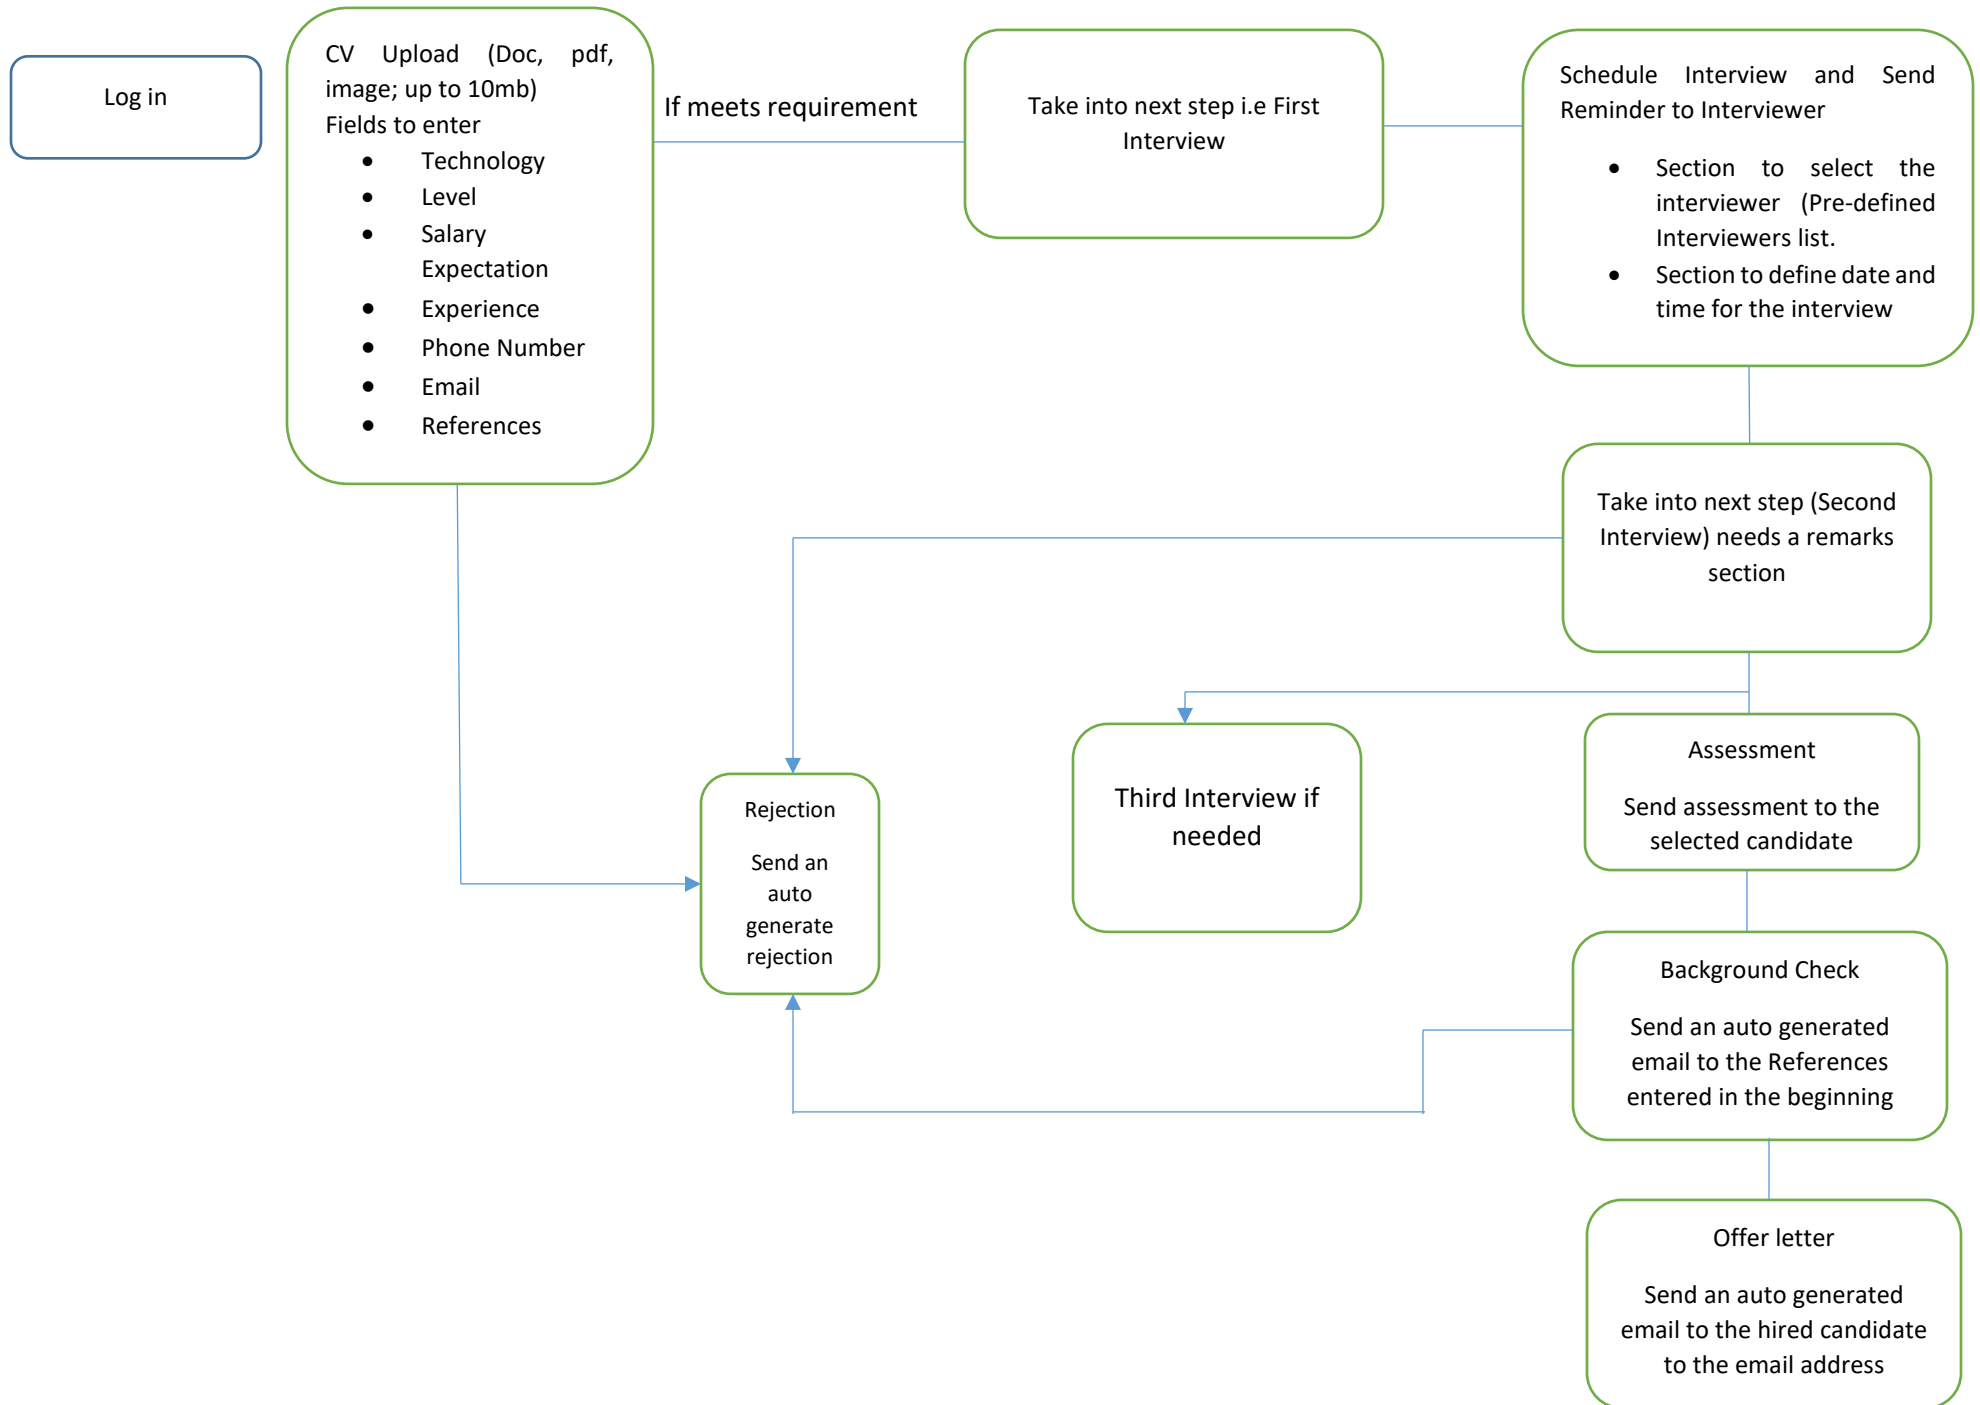 Log in
CV Upload (Doc, pdf,
image; up to 10mb)
Fields to enter
• Technology
• Level
• Salary
Expectation
• Experience
• Phone Number
• Email
• References
If meets requirement
Take into next step i.e First
Interview
Schedule Interview and Send
Reminder to Interviewer
• Section to select the
interviewer (Pre-defined
Interviewers list.
• Section to define date and
time for the interview
Take into next step (Second
Interview) needs a remarks
section
Third Interview if
needed
Assessment
Send assessment to the
selected candidate
Rejection
Send an
auto
generate
rejection
Background Check
Send an auto generated
email to the References
entered in the beginning
Offer letter
Send an auto generated
email to the hired candidate
to the email address